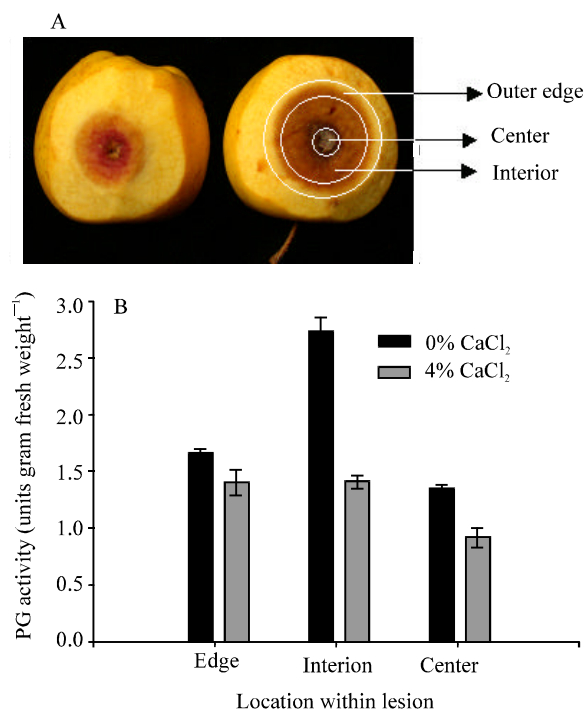 A
Outer edge
Center
Interior
B
3.0
2.5
2.0
1.5
1.0
0.5
0.0
PG activity (units gram fresh weight⁻¹)
0% CaCl₂
4% CaCl₂
Edge Interion Center
Location within lesion